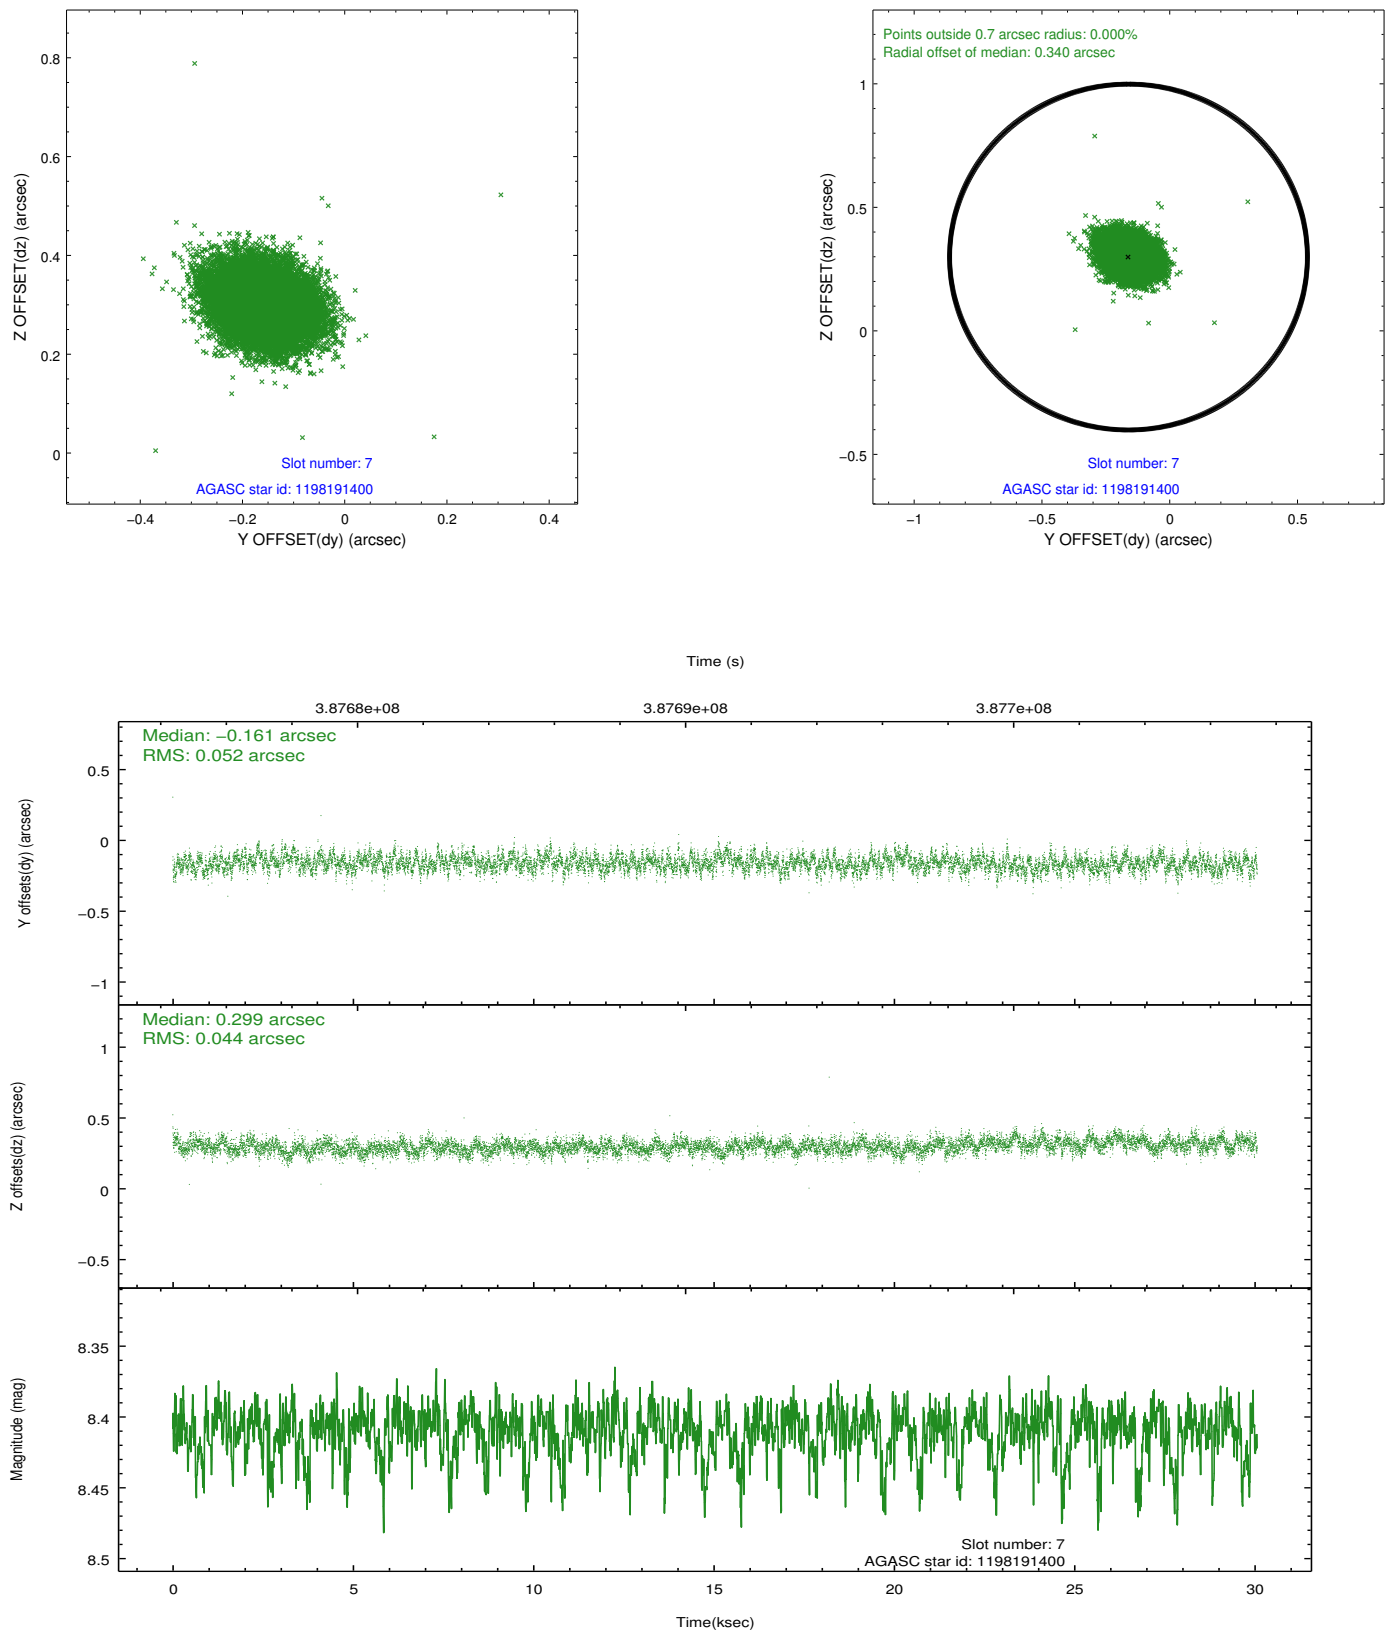 0.8
0.6
0.4
0.2
0
Z OFFSET(dz) (arcsec)
Slot number: 7
AGASC star id: 1198191400
−0.4 −0.2 0 0.2 0.4
Y OFFSET(dy) (arcsec)
Points outside 0.7 arcsec radius: 0.000%
Radial offset of median: 0.340 arcsec
1
0.5
0
−0.5
Z OFFSET(dz) (arcsec)
Slot number: 7
AGASC star id: 1198191400
−1 −0.5 0 0.5
Y OFFSET(dy) (arcsec)
Time (s)
3.8768e+08 3.8769e+08 3.877e+08
Median: −0.161 arcsec
RMS: 0.052 arcsec
0.5
0
−0.5
−1
Y offsets(dy) (arcsec)
Median: 0.299 arcsec
RMS: 0.044 arcsec
1
0.5
0
−0.5
Z offsets(dz) (arcsec)
8.35
8.4
8.45
8.5
Magnitude (mag)
Slot number: 7
AGASC star id: 1198191400
0 5 10 15 20 25 30
Time(ksec)